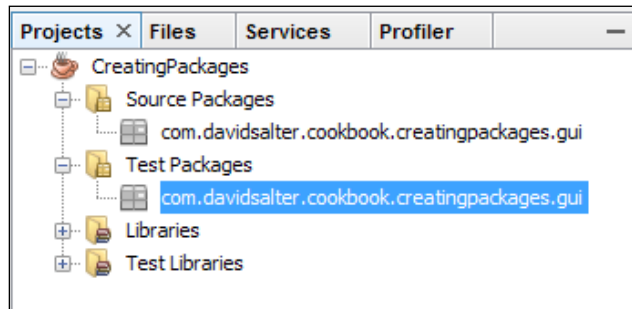 Projects × Files Services Profiler
CreatingPackages
Source Packages
com.davidsalter.cookbook.creatingpackages.gui
Test Packages
com.davidsalter.cookbook.creatingpackages.gui
Libraries
Test Libraries